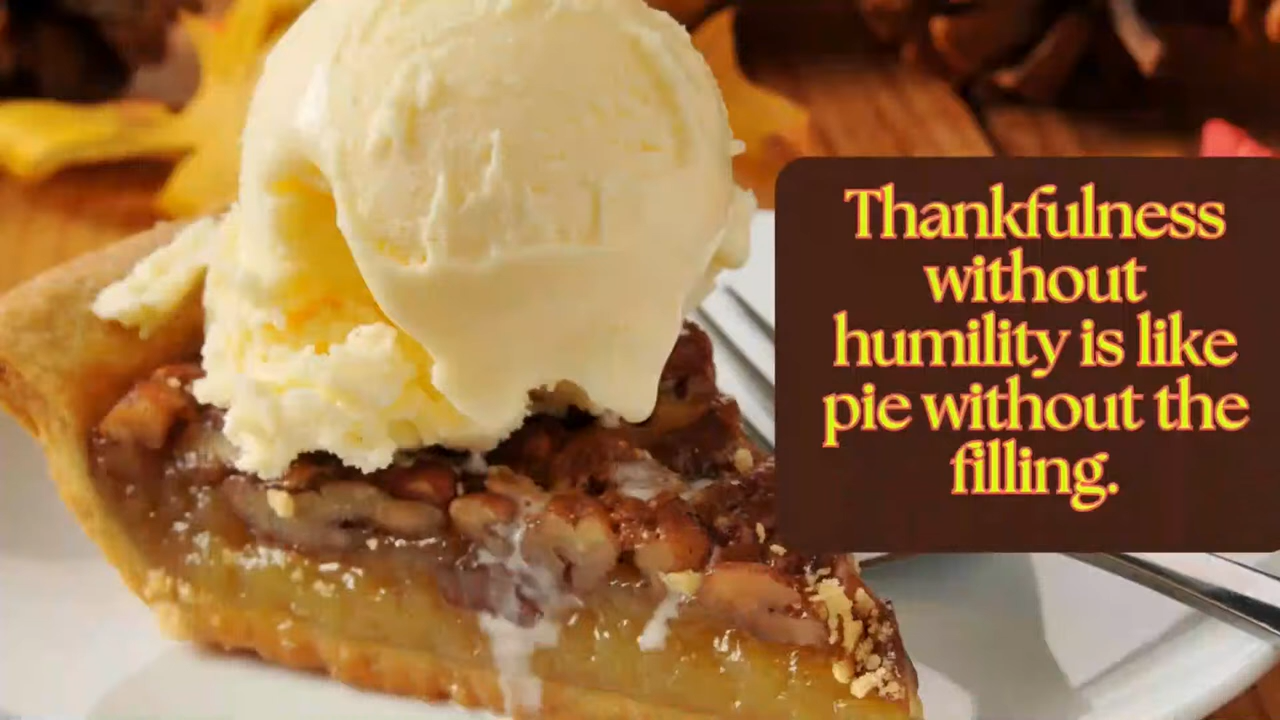 Thankfulness
without
humility is like
pie without the
filling.